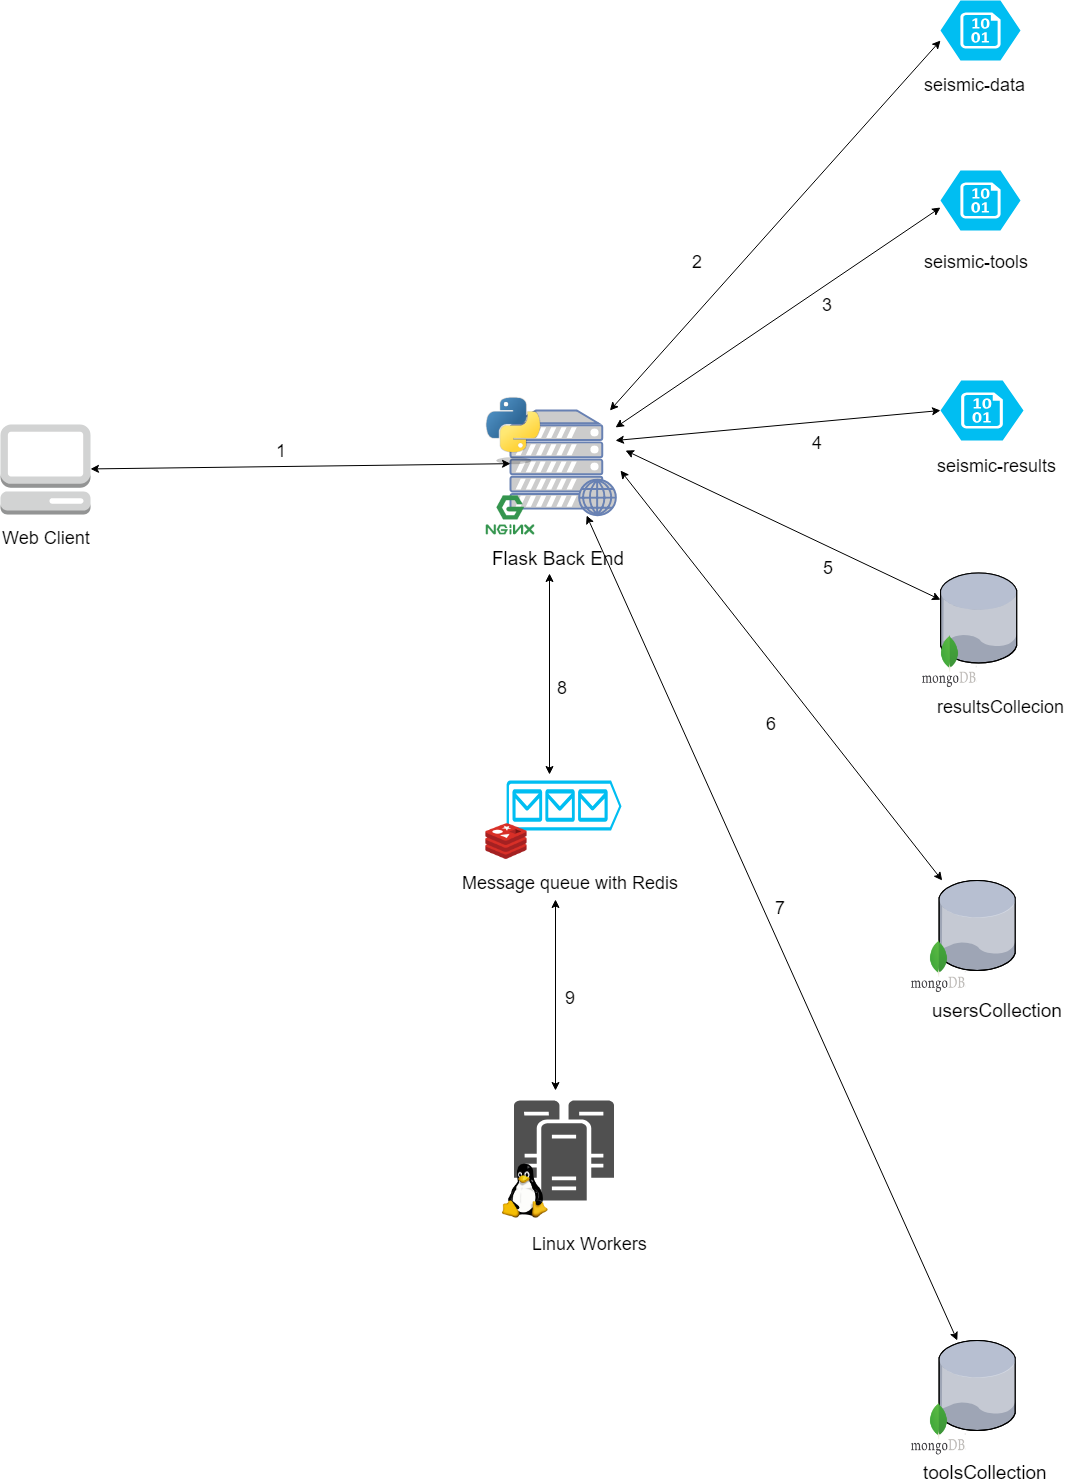 10
01
seismic-data
10
01
seismic-tools
2
3
10
01
4
seismic-results
1
Web Client
NGiNX
Flask Back End
5
mongoDB
resultsCollecion
8
6
Message queue with Redis
7
mongoDB
usersCollection
9
Linux Workers
mongoDB
toolsCollection